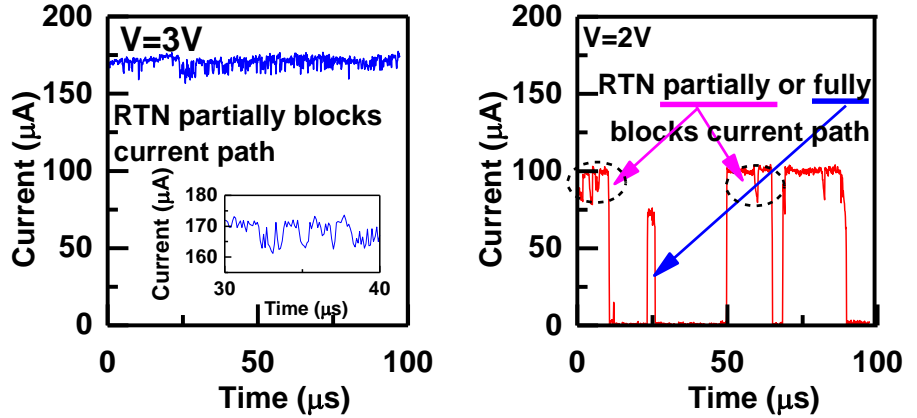 200
150
100
50
0
Current (μA)
V=3V
RTN partially blocks
current path
180
170
160
Current (μA)
30
40
Time (μs)
0
50
100
Time (μs)
200
150
100
50
0
Current (μA)
V=2V
RTN partially or fully
blocks current path
0
50
100
Time (μs)